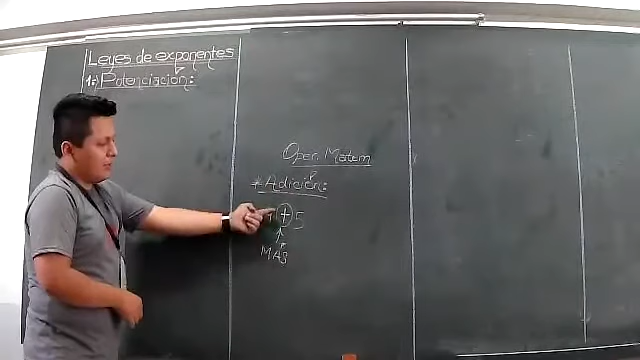 Leyes de exponentes
1.) Potenciación:
Oper. Matem
* Adición:
+ 5
↑
MÁS